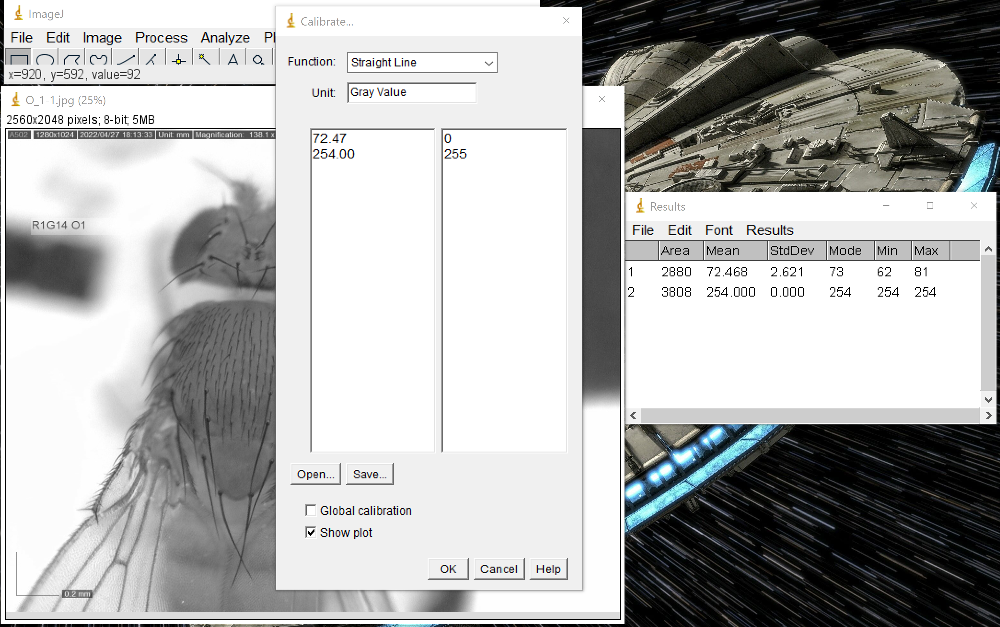 ImageJ
File Edit Image Process Analyze Pl
x=920, y=592, value=92
O_1-1.jpg (25%)
2560x2048 pixels; 8-bit; 5MB
A502 1280x1024 2022/04/27 18:13:33 Unit: mm Magnification: 138.1 x
R1G14 O1
0.2 mm
Calibrate...
Function: Straight Line
Unit: Gray Value
72.47 0
254.00 255
Open... Save...
Global calibration
Show plot
OK Cancel Help
Results
File Edit Font Results
Area Mean StdDev Mode Min Max
1 2880 72.468 2.621 73 62 81
2 3808 254.000 0.000 254 254 254